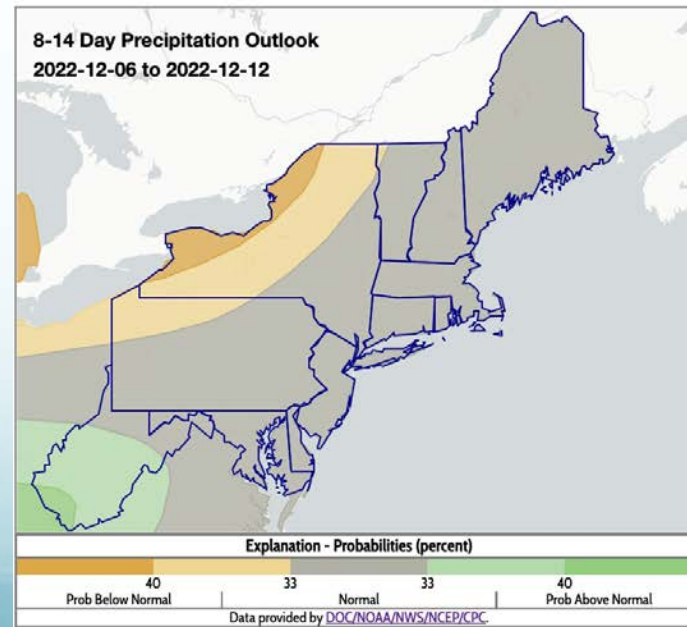 8-14 Day Precipitation Outlook
2022-12-06 to 2022-12-12
Explanation - Probabilities (percent)
40 33 33 40
Prob Below Normal Normal Prob Above Normal
Data provided by DOC/NOAA/NWS/NCEP/CPC.